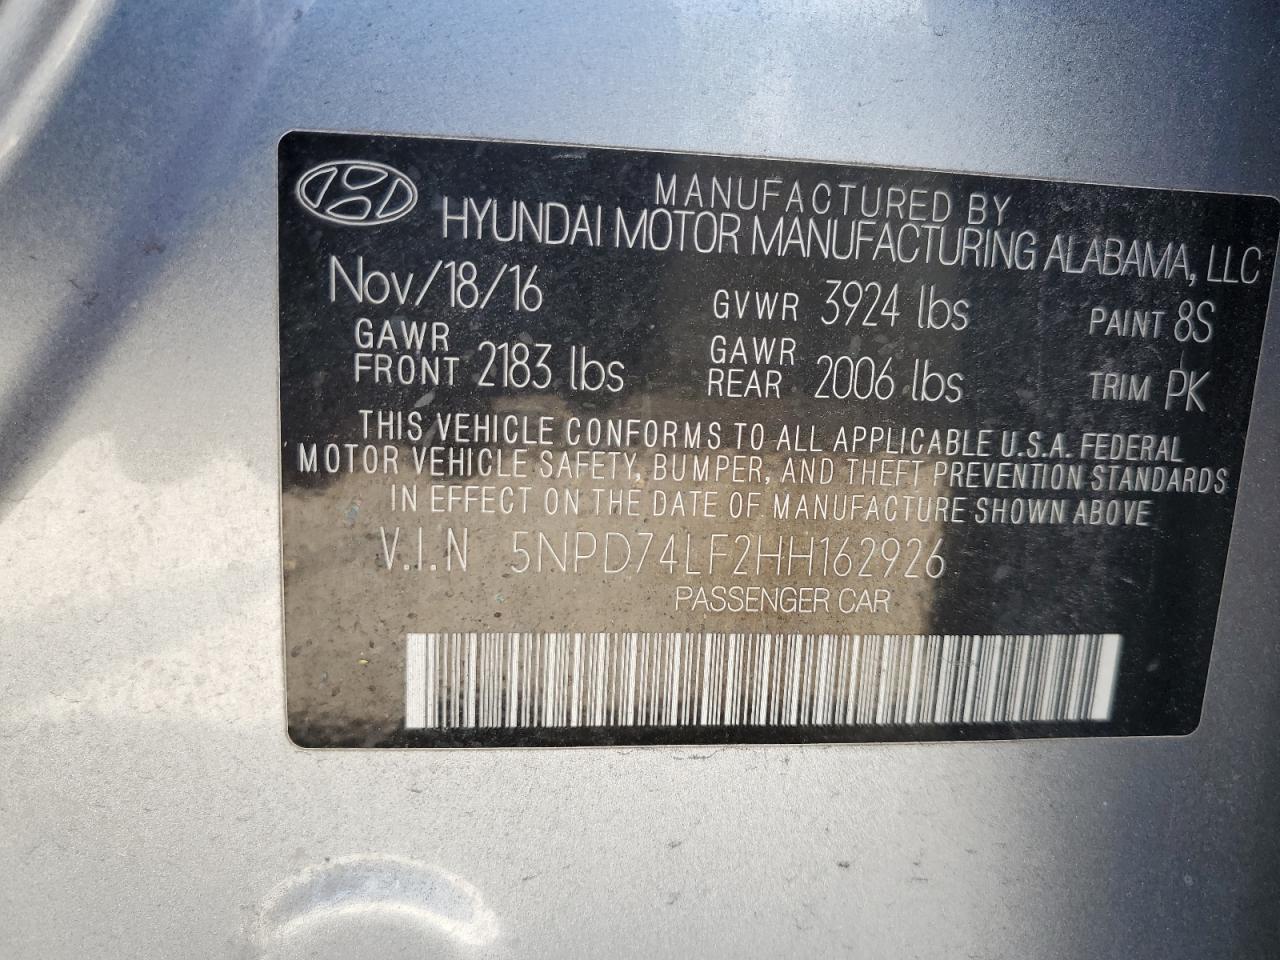 MANUFACTURED BY
HYUNDAI MOTOR MANUFACTURING ALABAMA, LLC
Nov/18/16 GVWR 3924 lbs PAINT 8S
GAWR FRONT 2183 lbs GAWR REAR 2006 lbs TRIM PK
THIS VEHICLE CONFORMS TO ALL APPLICABLE U.S.A. FEDERAL
MOTOR VEHICLE SAFETY, BUMPER, AND THEFT PREVENTION STANDARDS
IN EFFECT ON THE DATE OF MANUFACTURE SHOWN ABOVE
V.I.N 5NPD74LF2HH162926
PASSENGER CAR